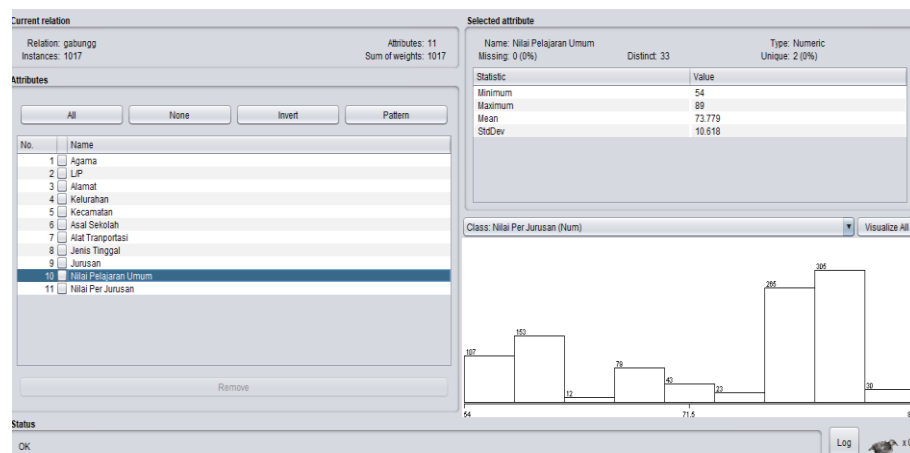 Current relation
Relation: gabungg
Attributes: 11
Instances: 1017
Sum of weights: 1017
Attributes
All
None
Invert
Pattern
No.
Name
1 Agama
2 L/P
3 Alamat
4 Kelurahan
5 Kecamatan
6 Asal Sekolah
7 Alat Tranportasi
8 Jenis Tinggal
9 Jurusan
10 Nilai Pelajaran Umum
11 Nilai Per Jurusan
Remove
Status
OK
Selected attribute
Name: Nilai Pelajaran Umum
Type: Numeric
Missing: 0 (0%)
Distinct: 33
Unique: 2 (0%)
Statistic
Value
Minimum 54
Maximum 89
Mean 73.779
StdDev 10.618
Class: Nilai Per Jurusan (Num)
Visualize All
107
153
12
79
43
23
265
305
30
54
71.5
Log